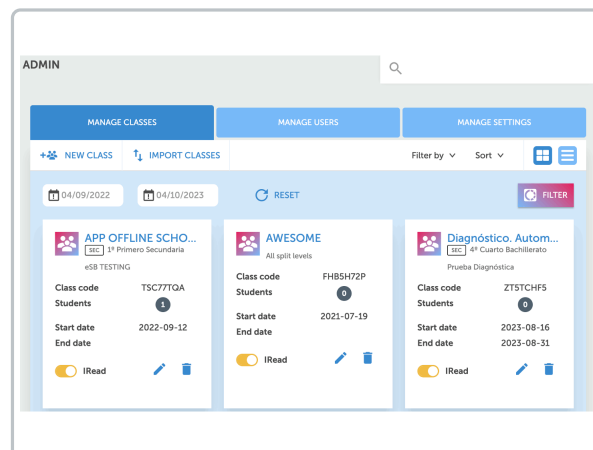 ADMIN
MANAGE CLASSES
MANAGE USERS
MANAGE SETTINGS
NEW CLASS
IMPORT CLASSES
Filter by
Sort
04/09/2022
04/10/2023
RESET
FILTER
APP OFFLINE SCHO...
SEC 1º Primero Secundaria
eSB TESTING
Class code TSC77TQA
Students 1
Start date 2022-09-12
End date
IRead
AWESOME
All split levels
Class code FHB5H72P
Students 0
Start date 2021-07-19
End date
IRead
Diagnóstico. Autom...
SEC 4º Cuarto Bachillerato
Prueba Diagnóstica
Class code ZT5TCHF5
Students 0
Start date 2023-08-16
End date 2023-08-31
IRead